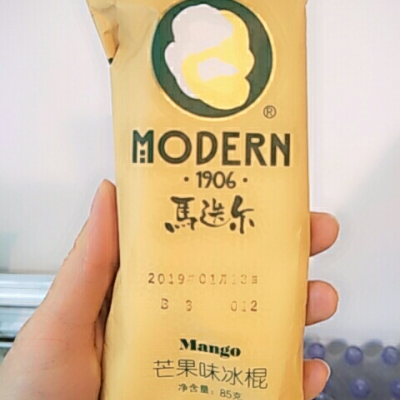 ®
MODERN
·1906·
馬迭尔
2019年01月12日
B 3 012
Mango
芒果味冰棍
净含量:85克